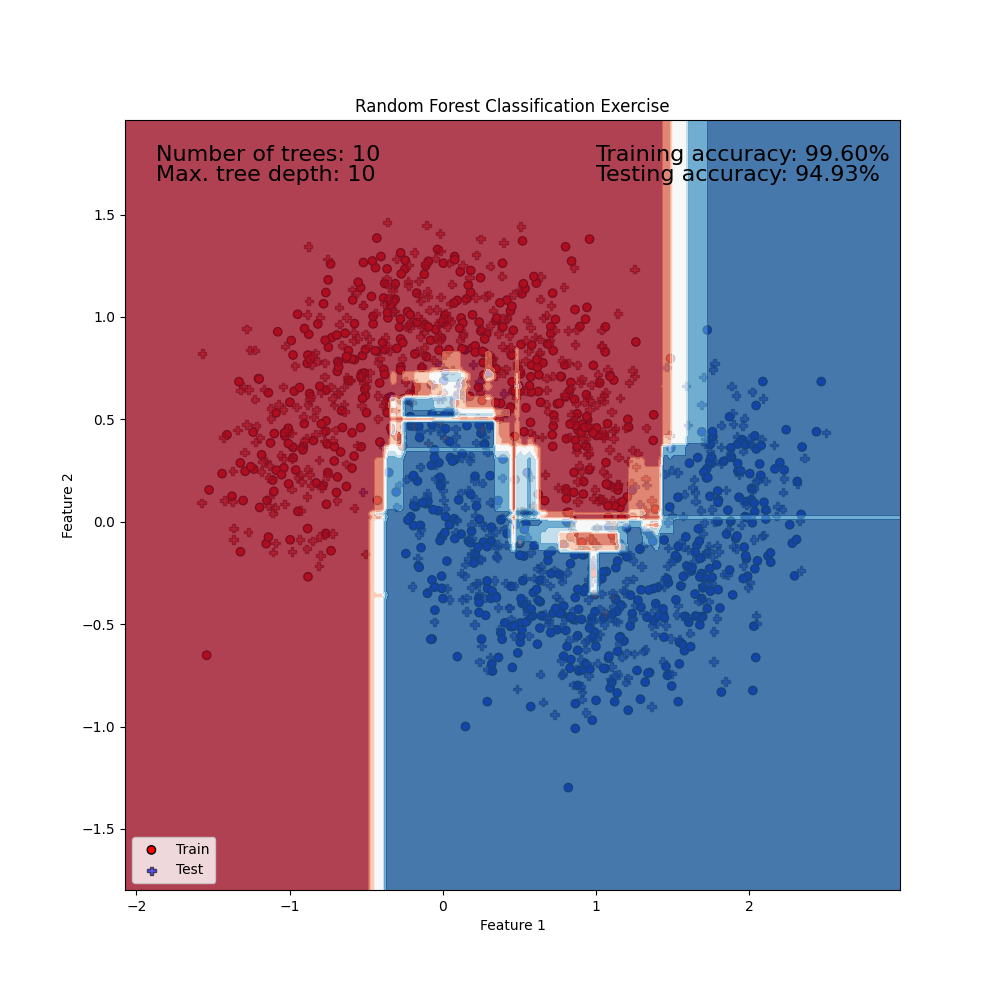 Random Forest Classification Exercise
Number of trees: 10
Max. tree depth: 10
Training accuracy: 99.60%
Testing accuracy: 94.93%
1.5
1.0
0.5
0.0
−0.5
−1.0
−1.5
Feature 2
Train
Test
−2
−1
0
1
2
Feature 1